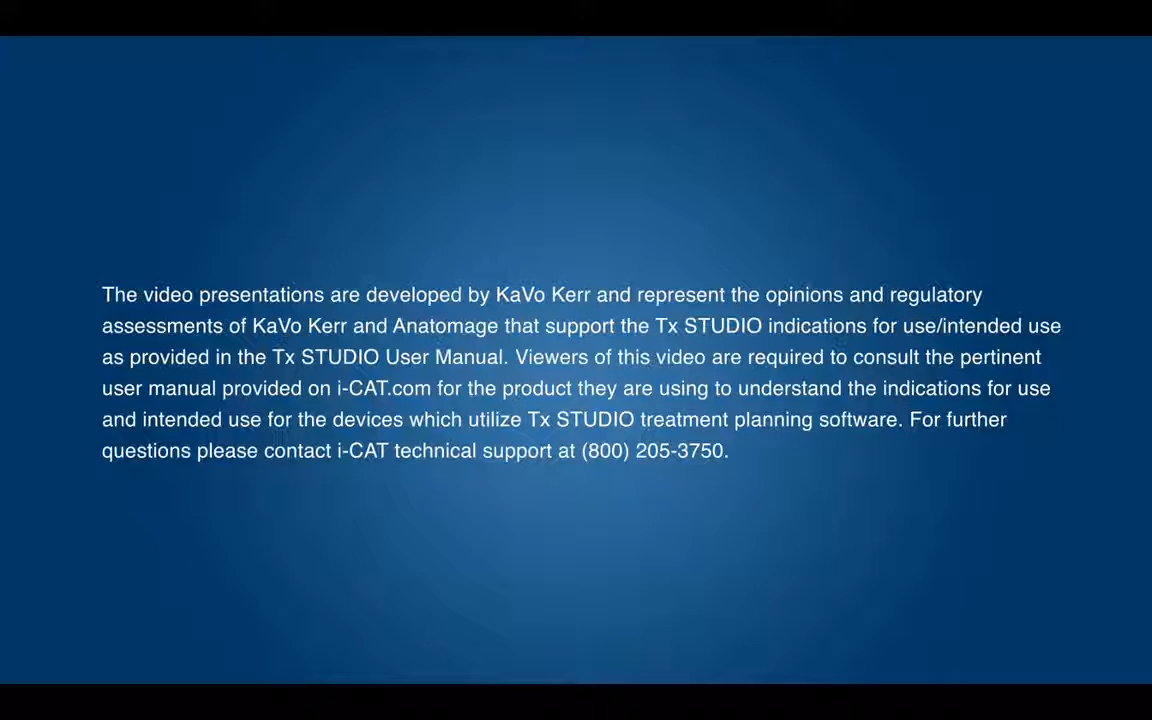 The video presentations are developed by KaVo Kerr and represent the opinions and regulatory
assessments of KaVo Kerr and Anatomage that support the Tx STUDIO indications for use/intended use
as provided in the Tx STUDIO User Manual. Viewers of this video are required to consult the pertinent
user manual provided on i-CAT.com for the product they are using to understand the indications for use
and intended use for the devices which utilize Tx STUDIO treatment planning software. For further
questions please contact i-CAT technical support at (800) 205-3750.